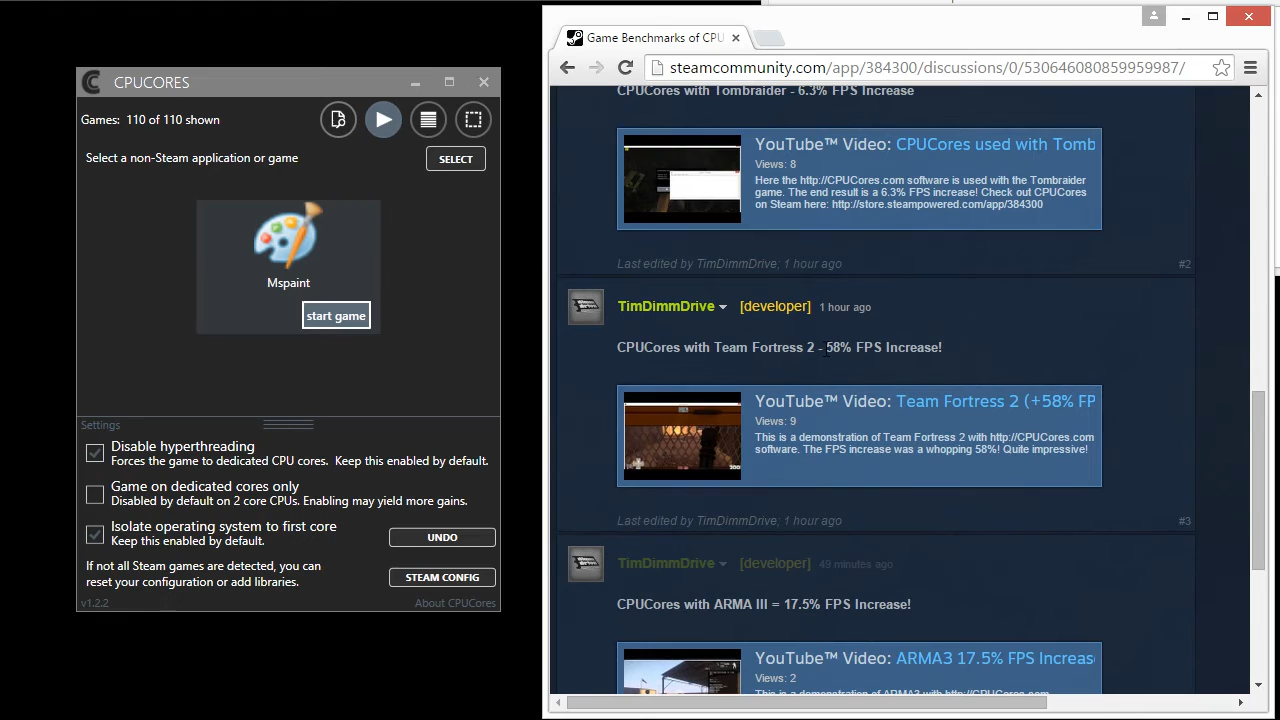 CPUCORES
Games: 110 of 110 shown
Select a non-Steam application or game
SELECT
Mspaint
start game
Settings
Disable hyperthreading
Forces the game to dedicated CPU cores. Keep this enabled by default.
Game on dedicated cores only
Disabled by default on 2 core CPUs. Enabling may yield more gains.
Isolate operating system to first core
Keep this enabled by default.
UNDO
If not all Steam games are detected, you can
reset your configuration or add libraries.
STEAM CONFIG
v1.2.2
About CPUCores
Game Benchmarks of CPU
steamcommunity.com/app/384300/discussions/0/530646080859959987/
CPUCores with Tombraider - 6.3% FPS Increase
YouTube™ Video: CPUCores used with Tomb
Views: 8
Here the http://CPUCores.com software is used with the Tombraider
game. The end result is a 6.3% FPS increase! Check out CPUCores
on Steam here: http://store.steampowered.com/app/384300
Last edited by TimDimmDrive; 1 hour ago
#2
TimDimmDrive [developer] 1 hour ago
CPUCores with Team Fortress 2 - 58% FPS Increase!
YouTube™ Video: Team Fortress 2 (+58% FP
Views: 9
This is a demonstration of Team Fortress 2 with http://CPUCores.com
software. The FPS increase was a whopping 58%! Quite impressive!
Last edited by TimDimmDrive; 1 hour ago
#3
TimDimmDrive [developer] 49 minutes ago
CPUCores with ARMA III = 17.5% FPS Increase!
YouTube™ Video: ARMA3 17.5% FPS Increas
Views: 2
This is a demonstration of ARMA3 with http://CPUCores.com